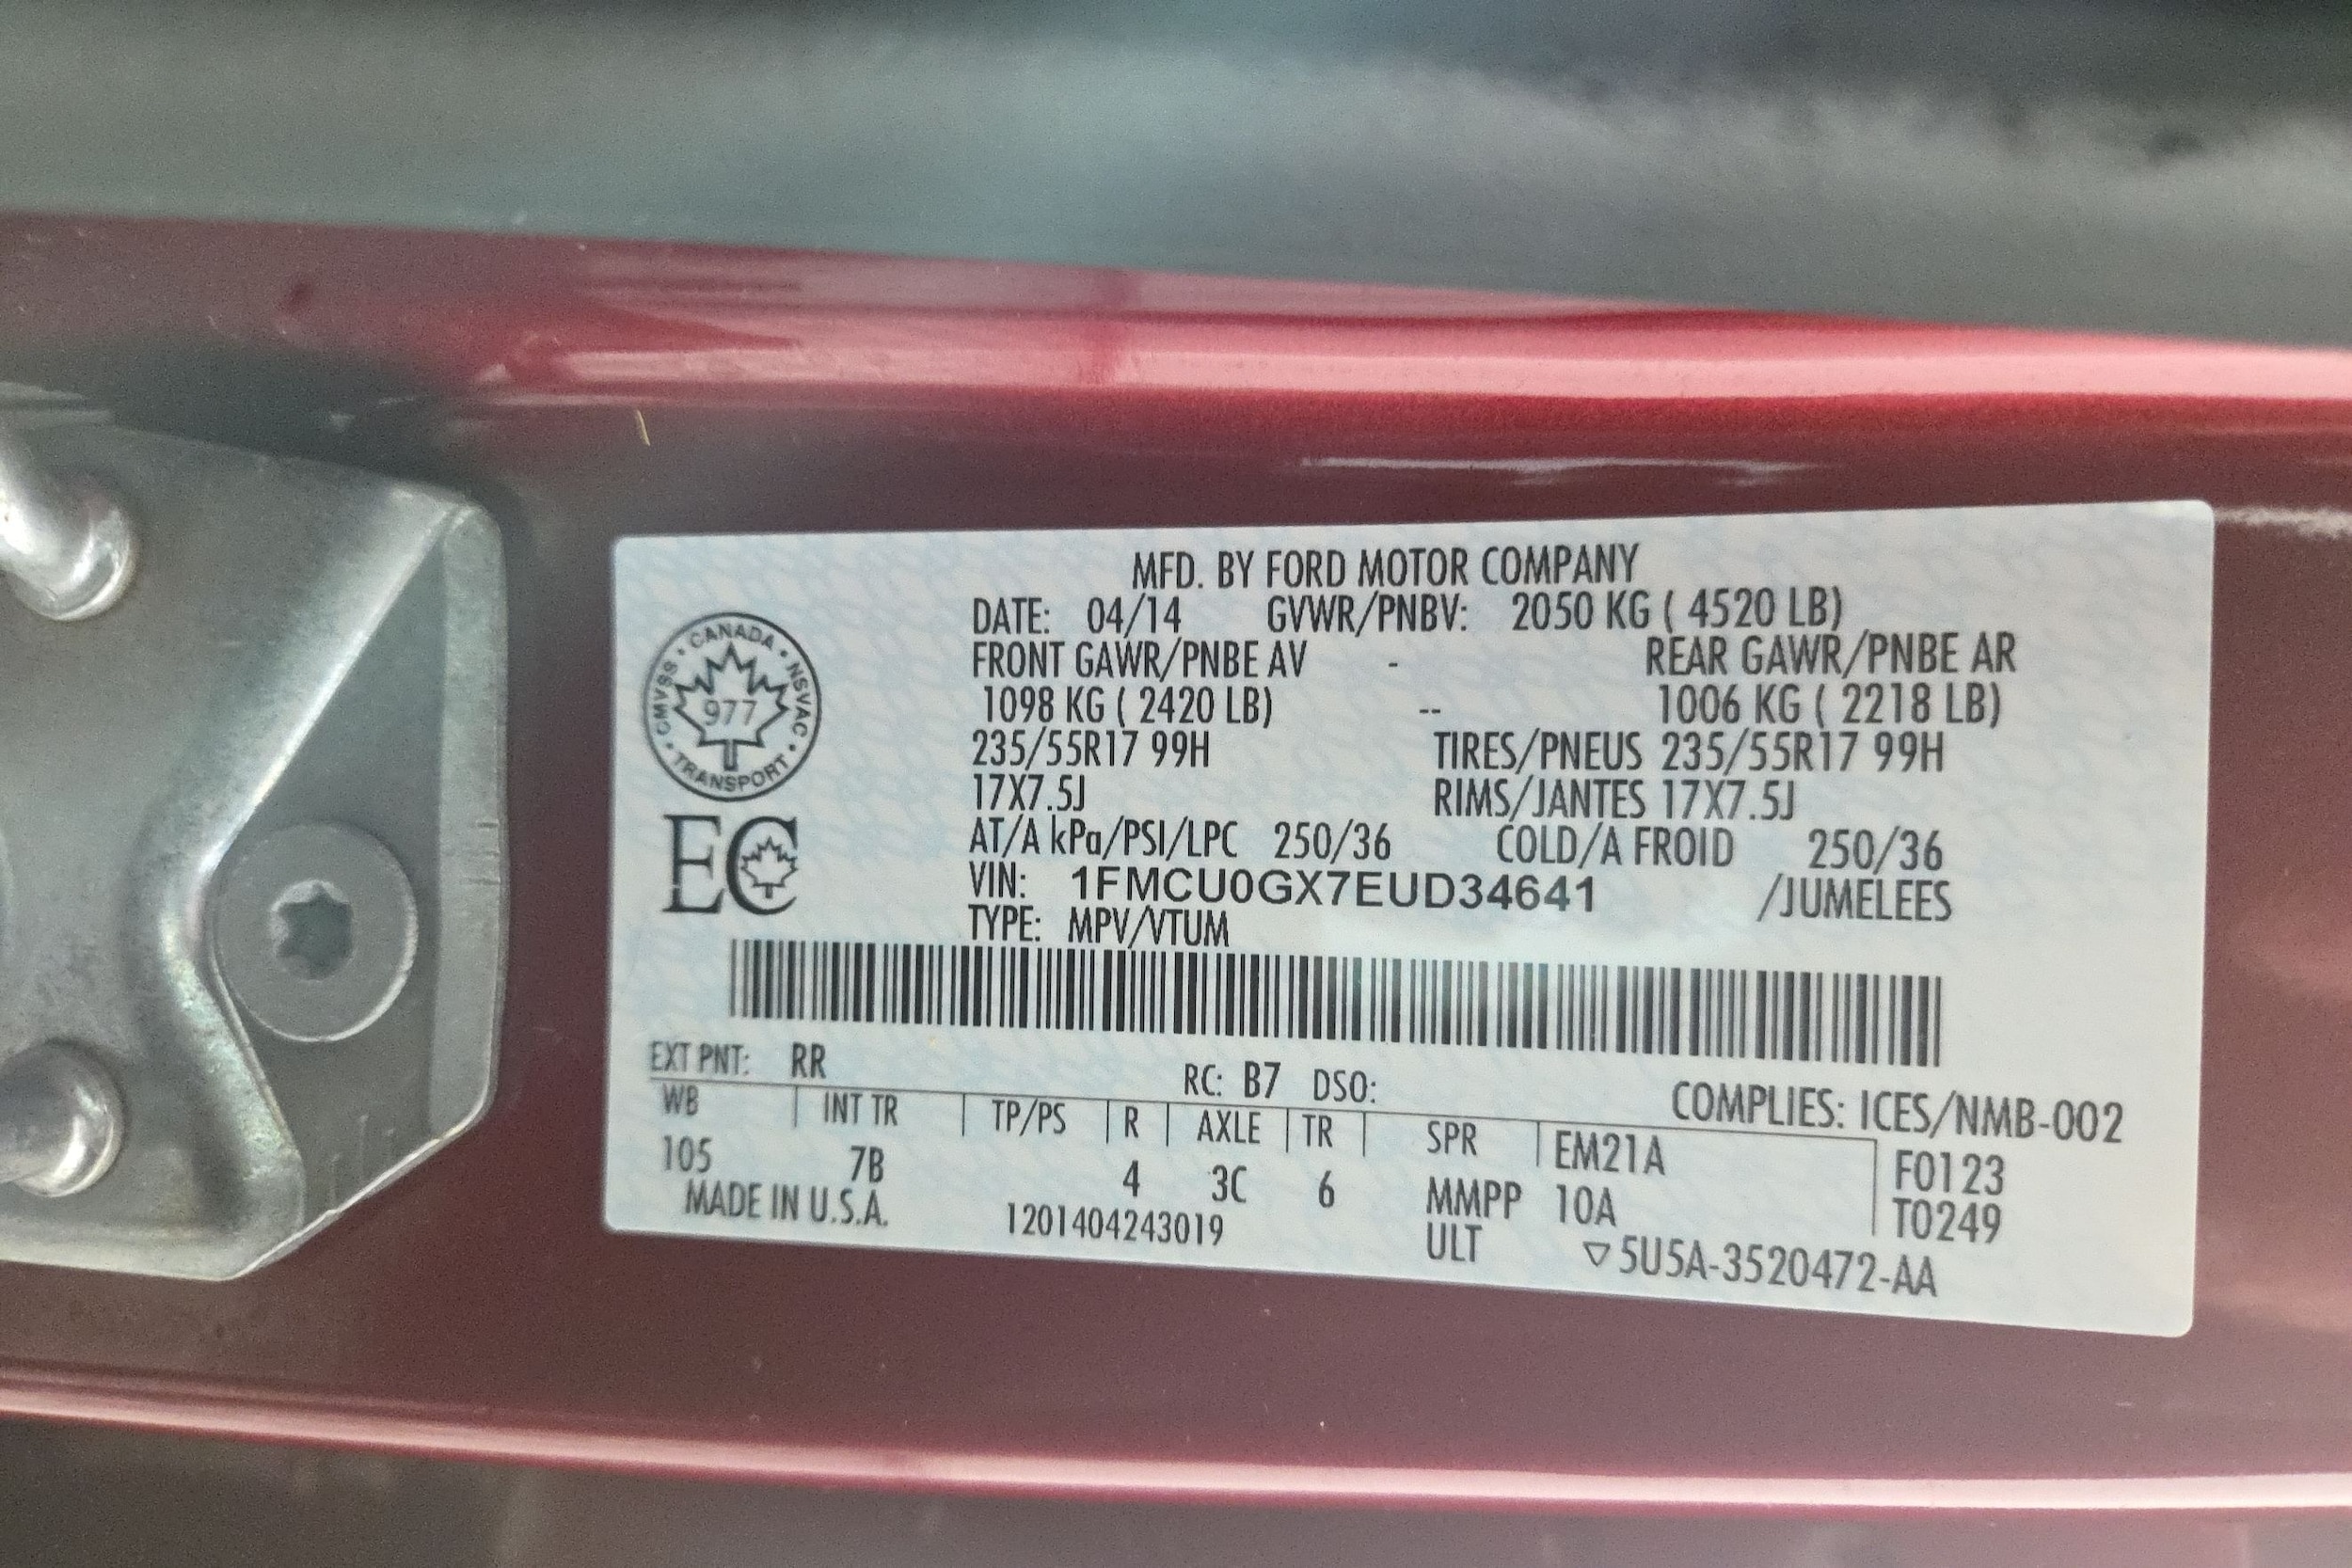 MFD. BY FORD MOTOR COMPANY
DATE: 04/14 GVWR/PNBV: 2050 KG ( 4520 LB)
FRONT GAWR/PNBE AV - REAR GAWR/PNBE AR
1098 KG ( 2420 LB) -- 1006 KG ( 2218 LB)
235/55R17 99H TIRES/PNEUS 235/55R17 99H
17X7.5J RIMS/JANTES 17X7.5J
AT/A kPa/PSI/LPC 250/36 COLD/A FROID 250/36
VIN: 1FMCU0GX7EUD34641 /JUMELEES
TYPE: MPV/VTUM
CANADA • NSVAC • TRANSPORT • CMVSS •
977
EC
EXT PNT: RR RC: B7 DSO:
COMPLIES: ICES/NMB-002
WB INT TR TP/PS R AXLE TR SPR EM21A F0123
105 7B 4 3C 6 MMPP 10A T0249
MADE IN U.S.A. 1201404243019 ULT ▽5U5A-3520472-AA